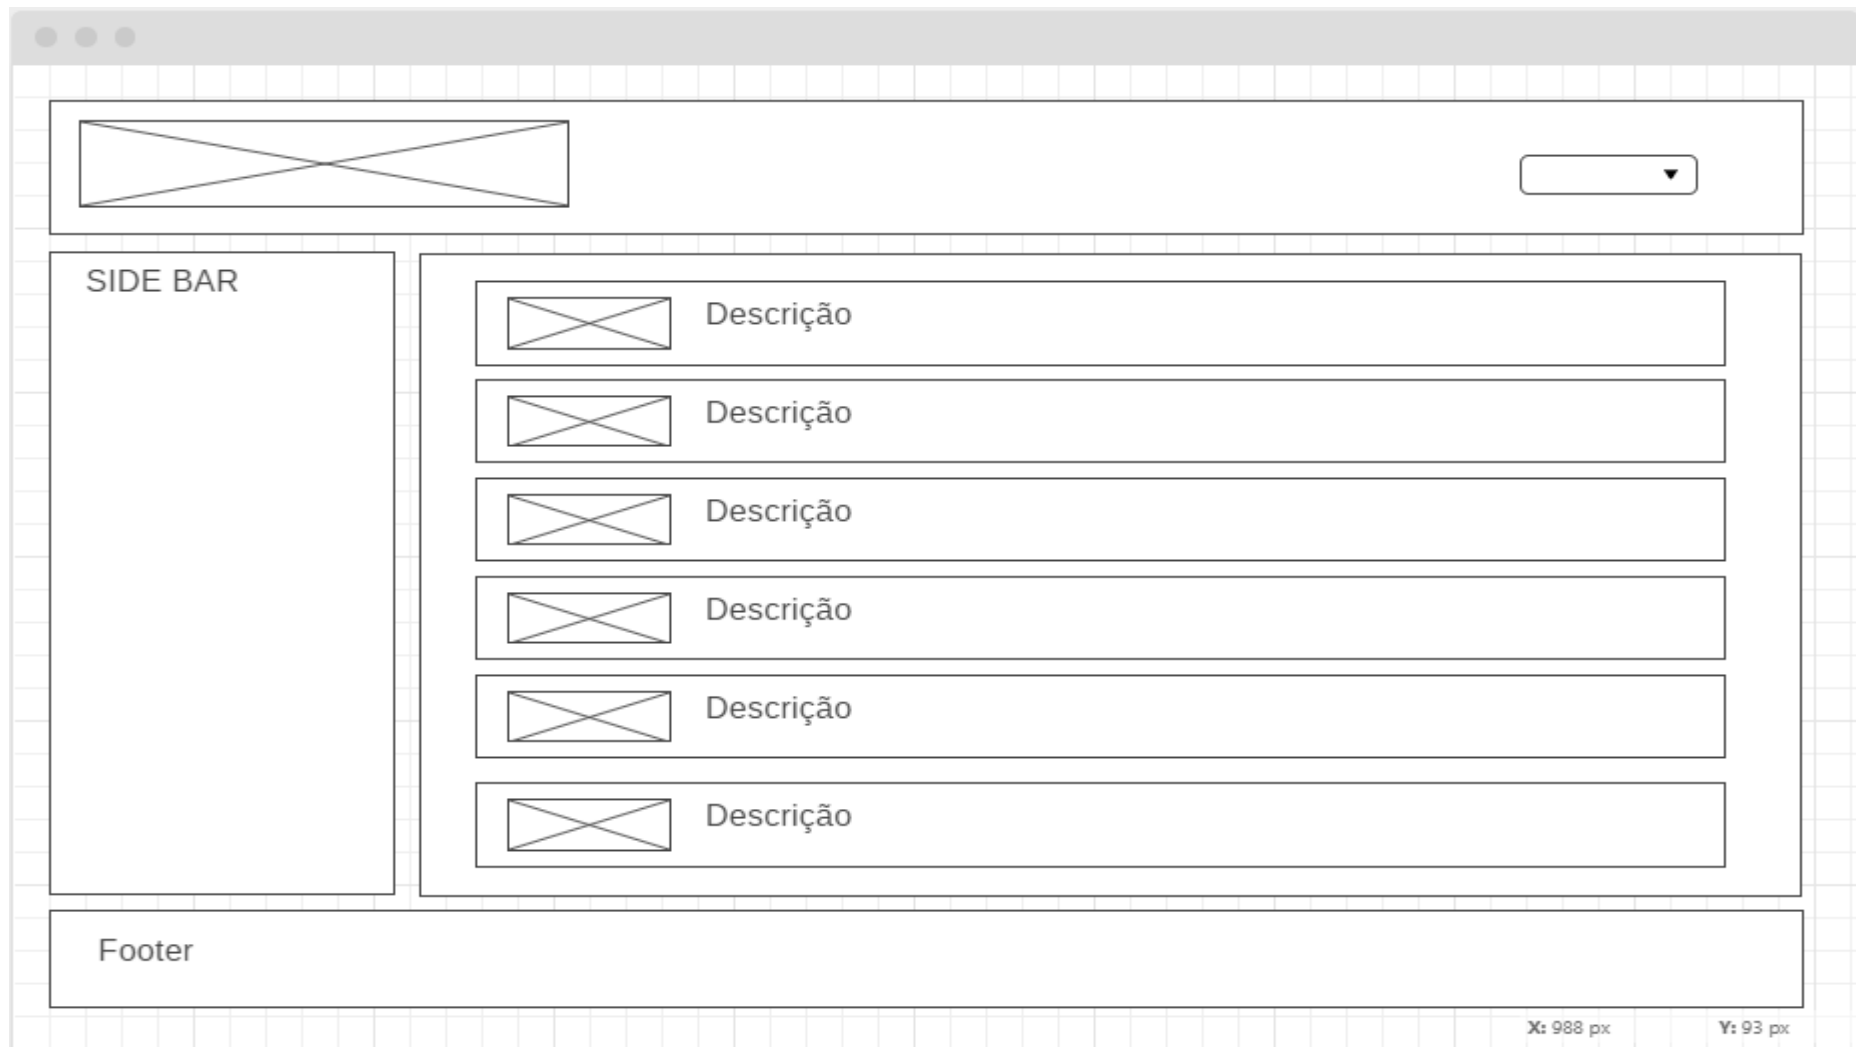 SIDE BAR
Descrição
Descrição
Descrição
Descrição
Descrição
Descrição
Footer
X: 988 px
Y: 93 px